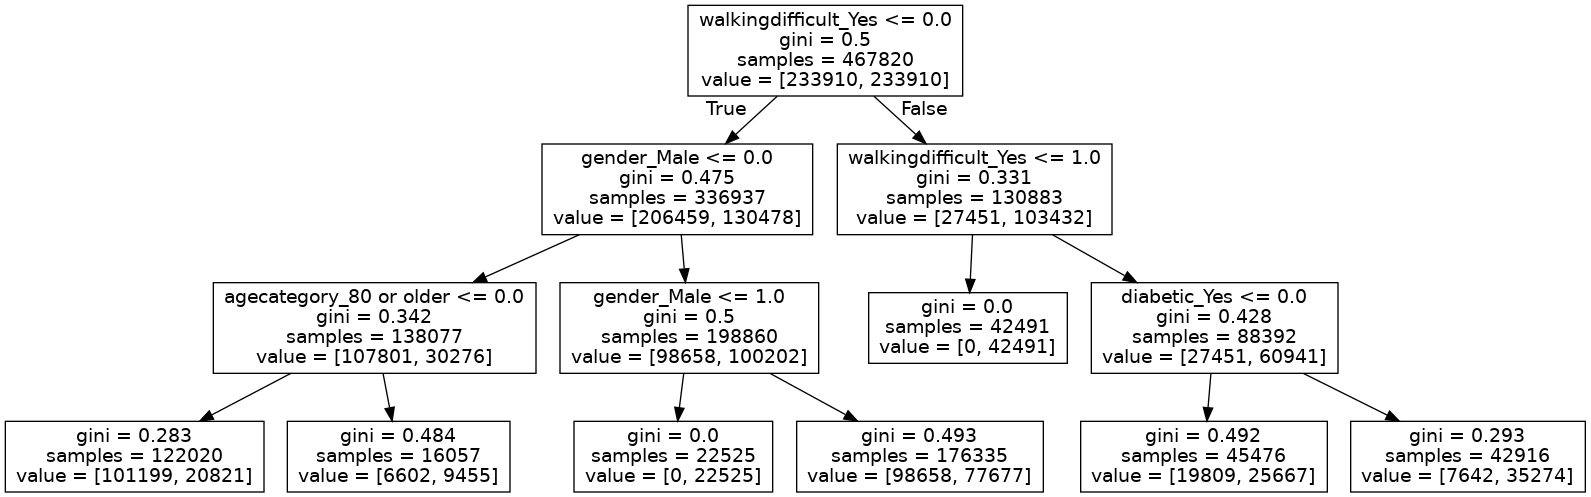 walkingdifficult_Yes <= 0.0
gini = 0.5
samples = 467820
value = [233910, 233910]
True
False
gender_Male <= 0.0
gini = 0.475
samples = 336937
value = [206459, 130478]
walkingdifficult_Yes <= 1.0
gini = 0.331
samples = 130883
value = [27451, 103432]
agecategory_80 or older <= 0.0
gini = 0.342
samples = 138077
value = [107801, 30276]
gender_Male <= 1.0
gini = 0.5
samples = 198860
value = [98658, 100202]
gini = 0.0
samples = 42491
value = [0, 42491]
diabetic_Yes <= 0.0
gini = 0.428
samples = 88392
value = [27451, 60941]
gini = 0.283
samples = 122020
value = [101199, 20821]
gini = 0.484
samples = 16057
value = [6602, 9455]
gini = 0.0
samples = 22525
value = [0, 22525]
gini = 0.493
samples = 176335
value = [98658, 77677]
gini = 0.492
samples = 45476
value = [19809, 25667]
gini = 0.293
samples = 42916
value = [7642, 35274]